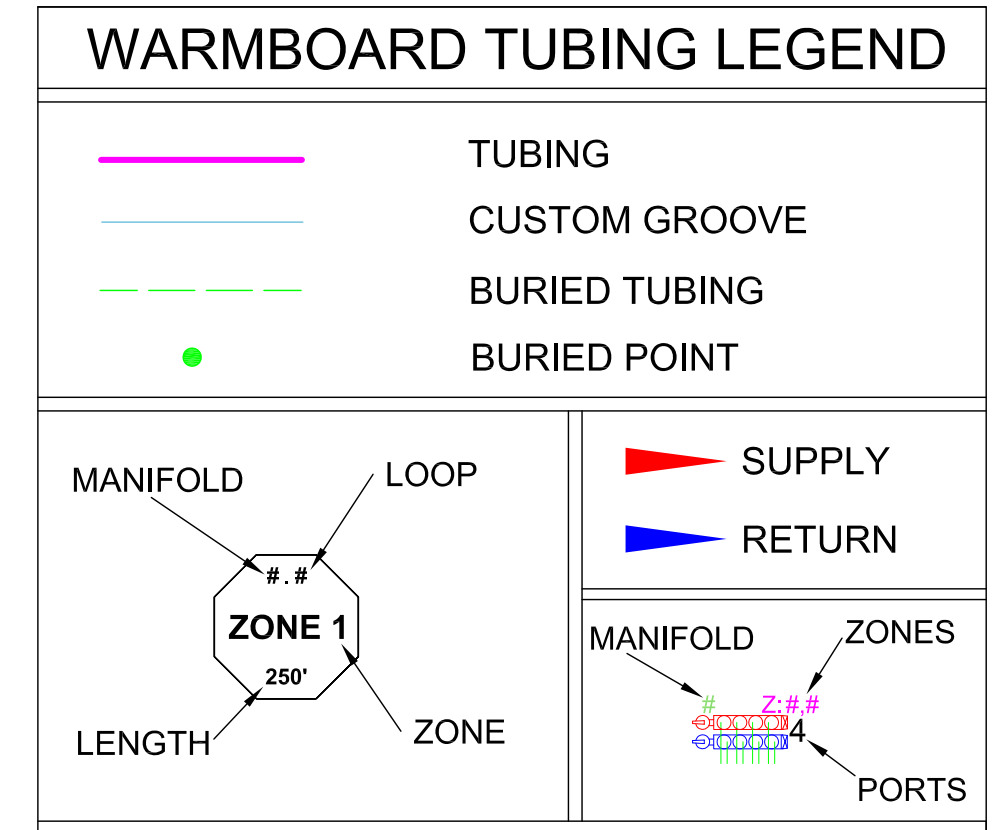 WARMBOARD TUBING LEGEND
TUBING
CUSTOM GROOVE
BURIED TUBING
BURIED POINT
MANIFOLD
LOOP
#.#
ZONE 1
250'
LENGTH
ZONE
SUPPLY
RETURN
MANIFOLD
ZONES
# Z:#,#
4
PORTS